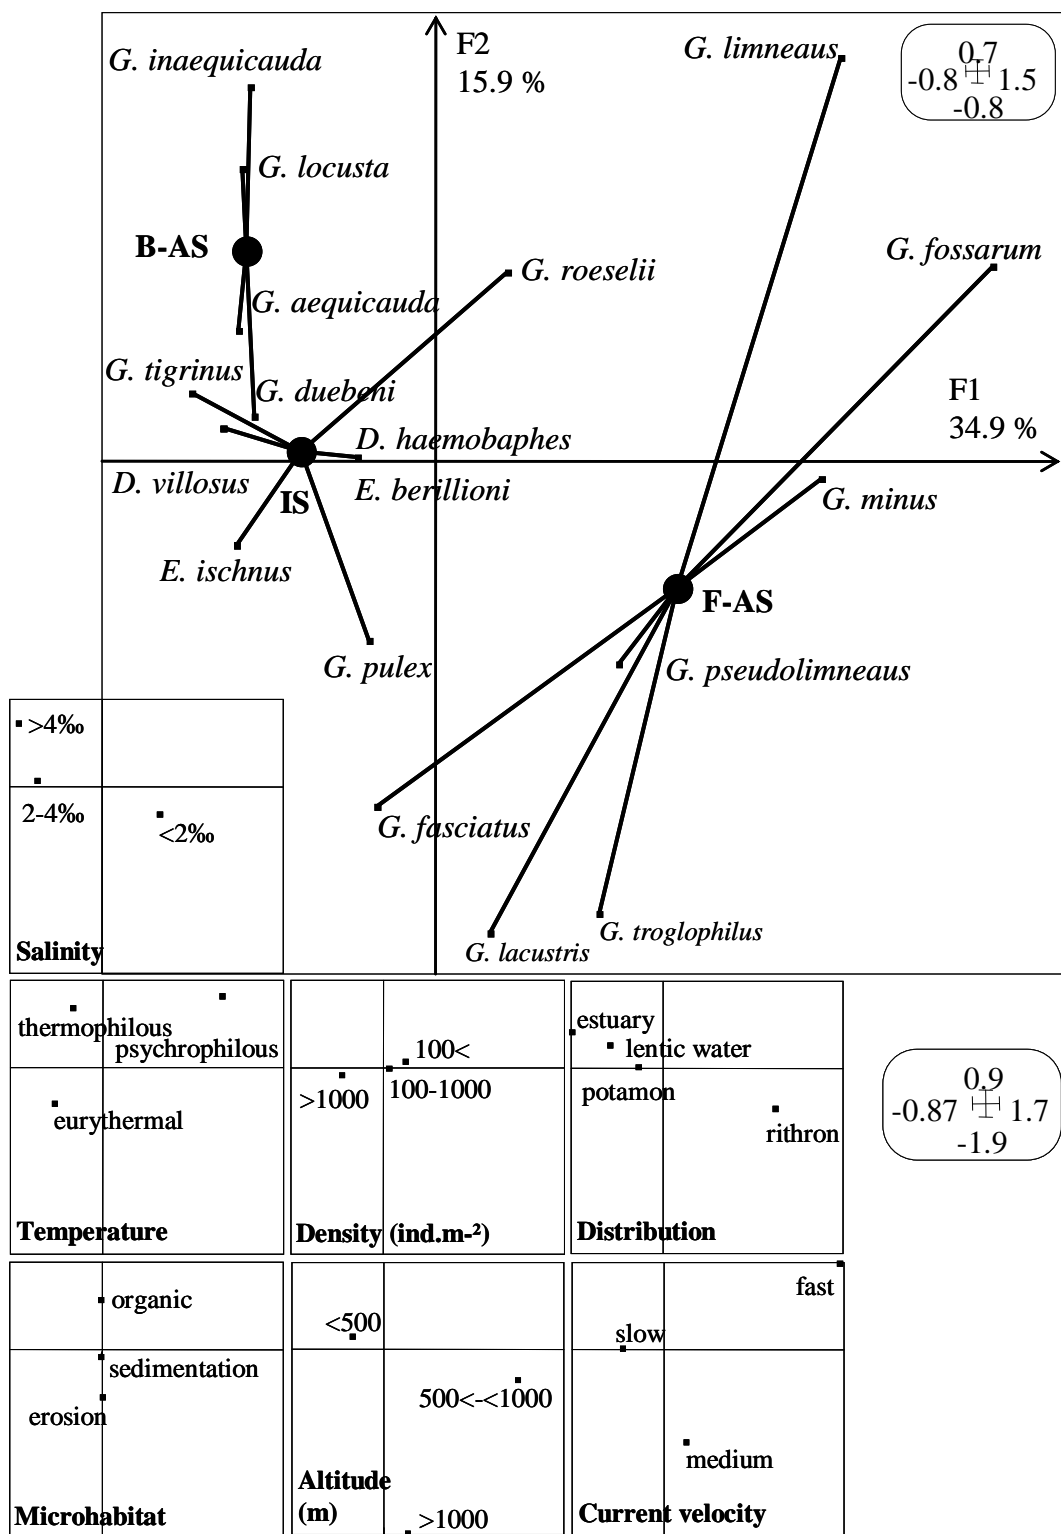 G. inaequicauda
F2
15.9 %
G. limneaus
0.7
-0.8 1.5
-0.8
G. locusta
B-AS
G. roeselii
G. fossarum
G. aequicauda
G. tigrinus
G. duebeni
F1
34.9 %
D. haemobaphes
D. villosus
IS
E. berillioni
G. minus
E. ischnus
F-AS
G. pulex
G. pseudolimneaus
>4‰
2-4‰
<2‰
G. fasciatus
Salinity
G. lacustris
G. troglophilus
thermophilous
psychrophilous
eurythermal
Temperature
100<
>1000
100-1000
Density (ind.m-²)
estuary
lentic water
potamon
rithron
Distribution
0.9
-0.87 1.7
-1.9
organic
sedimentation
erosion
Microhabitat
<500
500<-<1000
Altitude
(m)
>1000
fast
slow
medium
Current velocity